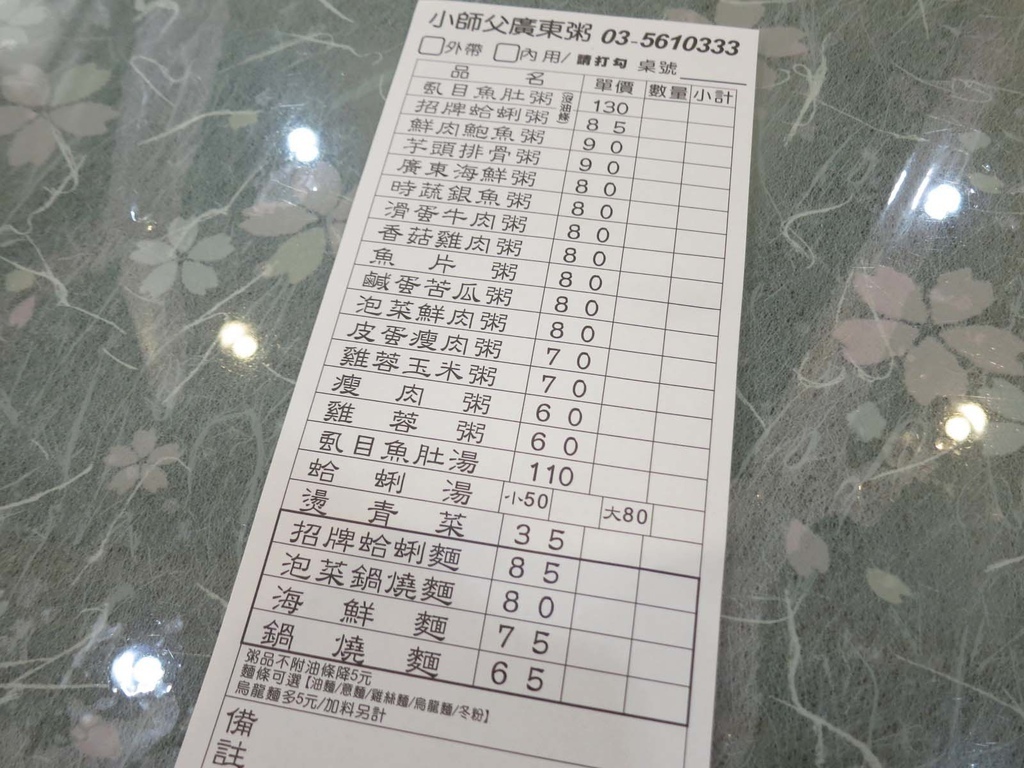 小師父廣東粥 03-5610333
□外帶 □內用/請打勾 桌號
品名 單價 數量 小計
虱目魚肚粥 沒油條 130
招牌蛤蜊粥 85
鮮肉鮑魚粥 90
芋頭排骨粥 90
廣東海鮮粥 80
時蔬銀魚粥 80
滑蛋牛肉粥 80
香菇雞肉粥 80
魚片粥 80
鹹蛋苦瓜粥 80
泡菜鮮肉粥 80
皮蛋瘦肉粥 70
雞蓉玉米粥 70
瘦肉粥 60
雞蓉粥 60
虱目魚肚湯 110
蛤蜊湯 小50 大80
燙青菜 35
招牌蛤蜊麵 85
泡菜鍋燒麵 80
海鮮麵 75
鍋燒麵 65
粥品不附油條降5元
麵條可選【油麵/意麵/雞絲麵/烏龍麵/冬粉】
烏龍麵多5元/加料另計
備註